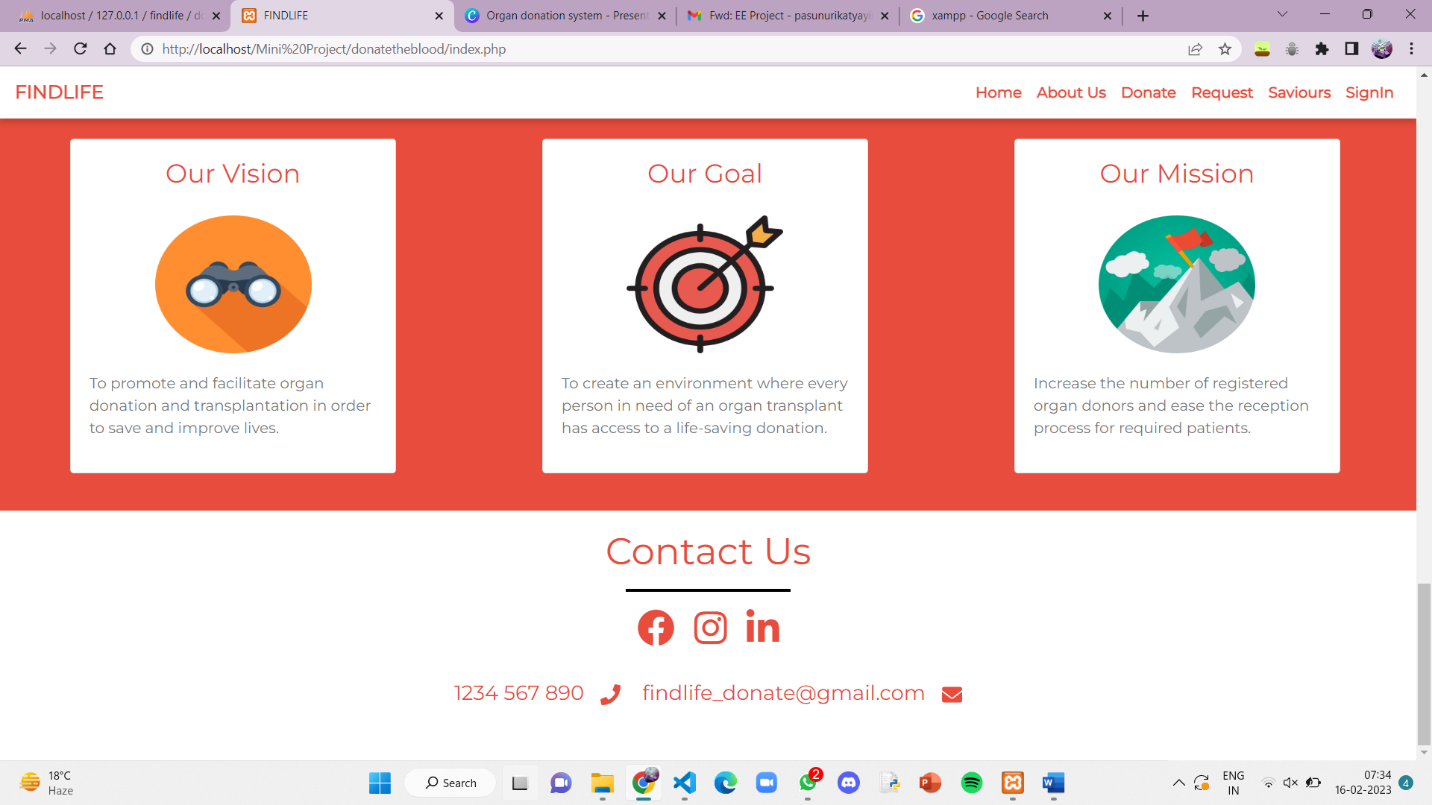 localhost / 127.0.0.1 / findlife / do
FINDLIFE
Organ donation system - Present
Fwd: EE Project - pasunurikatyayi
xampp - Google Search
http://localhost/Mini%20Project/donatetheblood/index.php
FINDLIFE
Home About Us Donate Request Saviours SignIn
Our Vision
To promote and facilitate organ
donation and transplantation in order
to save and improve lives.
Our Goal
To create an environment where every
person in need of an organ transplant
has access to a life-saving donation.
Our Mission
Increase the number of registered
organ donors and ease the reception
process for required patients.
Contact Us
1234 567 890 findlife_donate@gmail.com
18°C
Haze
Search
2
ENG
IN
07:34
16-02-2023
4